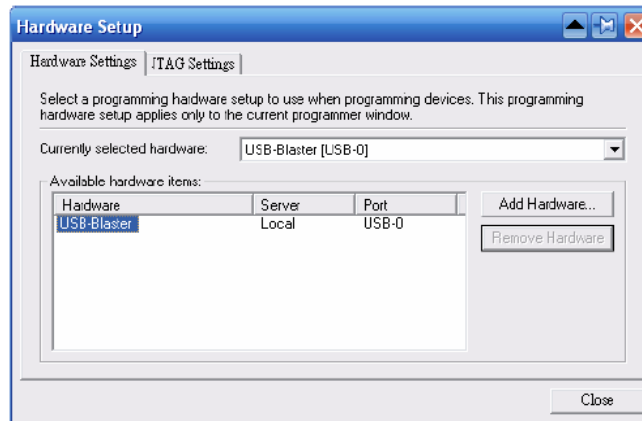 Hardware Setup
Hardware Settings JTAG Settings
Select a programming hardware setup to use when programming devices. This programming
hardware setup applies only to the current programmer window.
Currently selected hardware: USB-Blaster [USB-0]
Available hardware items:
Hardware Server Port
USB-Blaster Local USB-0
Add Hardware...
Remove Hardware
Close